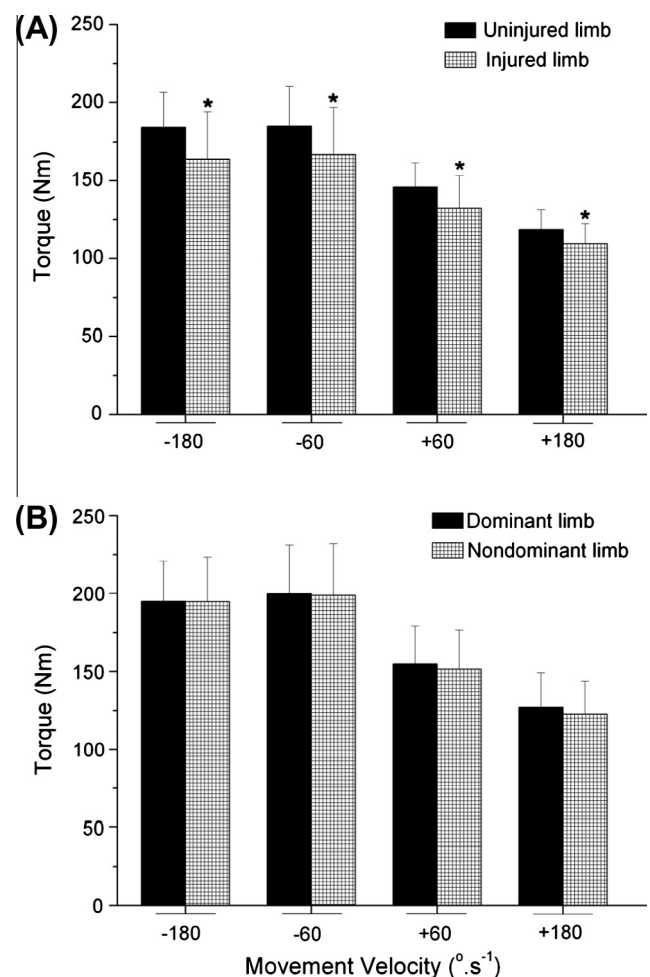 (A)
Uninjured limb
Injured limb
250
200
150
100
50
0
Torque (Nm)
* * * *
-180 -60 +60 +180
(B)
Dominant limb
Nondominant limb
250
200
150
100
50
0
Torque (Nm)
-180 -60 +60 +180
Movement Velocity (º.s⁻¹)